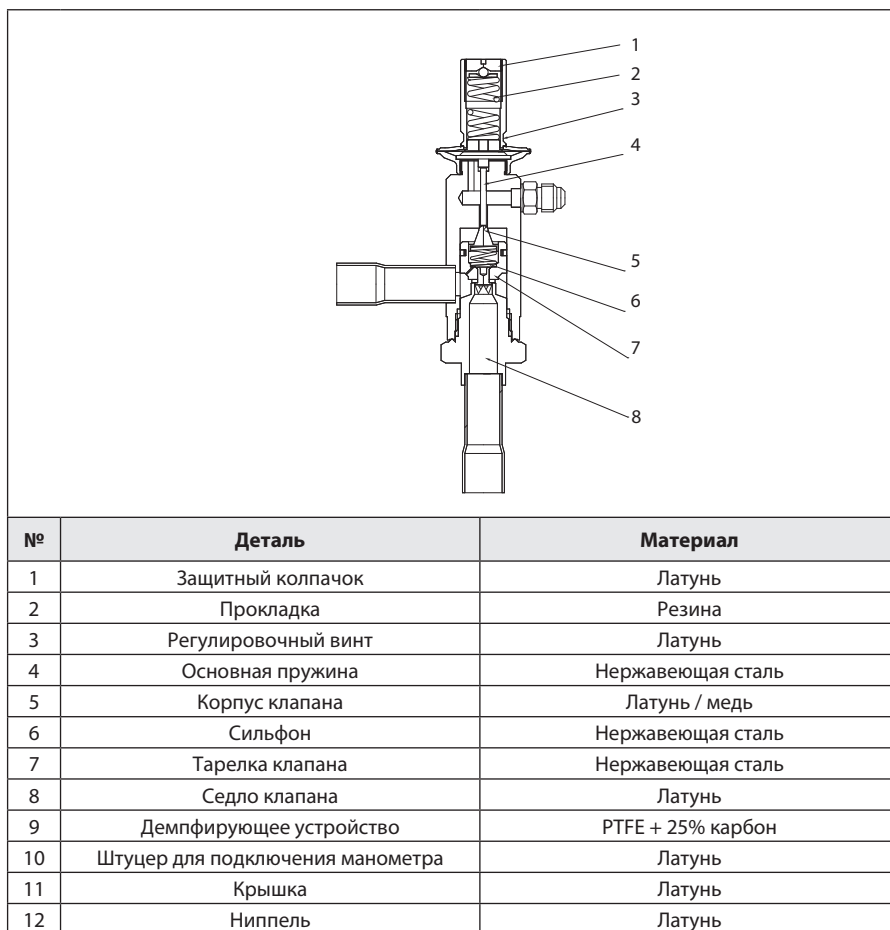 1
2
3
4
5
6
7
8
№ Деталь Материал
1 Защитный колпачок Латунь
2 Прокладка Резина
3 Регулировочный винт Латунь
4 Основная пружина Нержавеющая сталь
5 Корпус клапана Латунь / медь
6 Сильфон Нержавеющая сталь
7 Тарелка клапана Нержавеющая сталь
8 Седло клапана Латунь
9 Демпфирующее устройство PTFE + 25% карбон
10 Штуцер для подключения манометра Латунь
11 Крышка Латунь
12 Ниппель Латунь